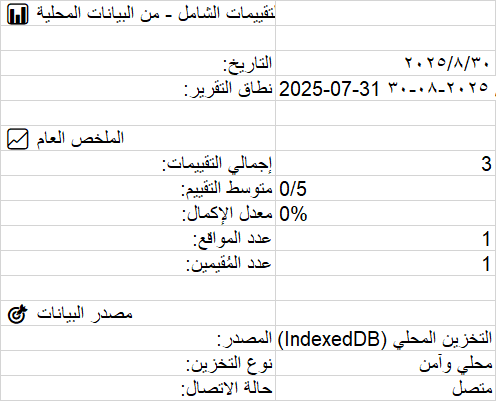 التقييمات الشامل - من البيانات المحلية
التاريخ: ٢٠٢٥/٨/٣٠
نطاق التقرير: 2025-07-31 ٢٠٢٥-٠٨-٣٠
الملخص العام
إجمالي التقييمات: 3
متوسط التقييم: 0/5
معدل الإكمال: 0%
عدد المواقع: 1
عدد المُقيمين: 1
مصدر البيانات
المصدر: التخزين المحلي (IndexedDB)
نوع التخزين: محلي وآمن
حالة الاتصال: متصل